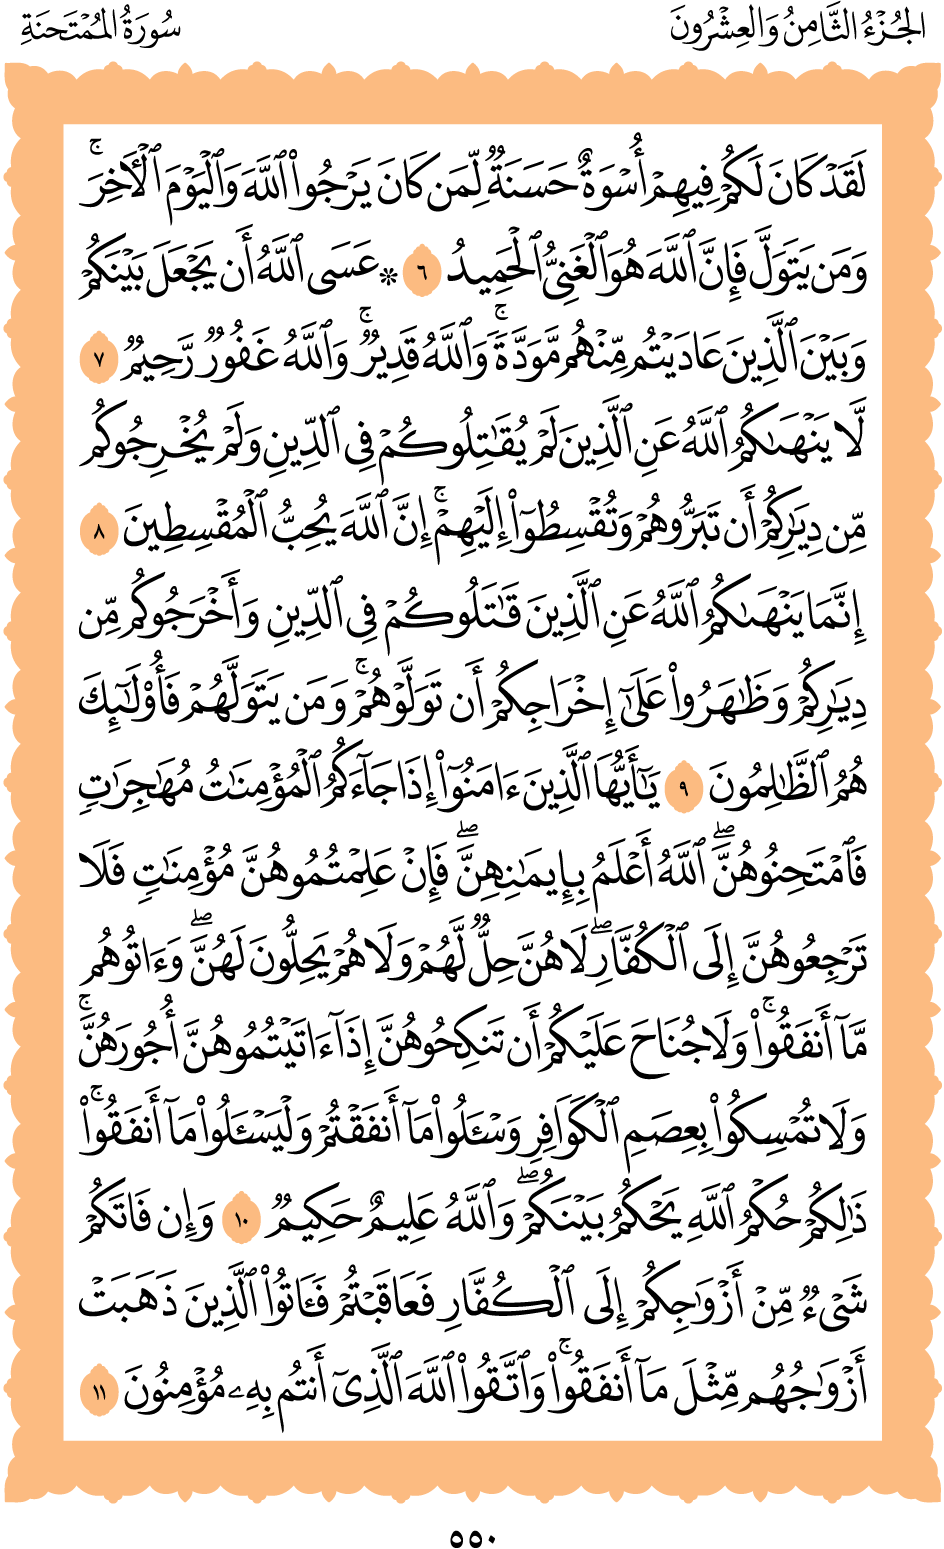 الجُزْءُ الثَّامِنُ وَالعِشْرُونَ
سُورَةُ المُمْتَحنَةِ
لَقَدْ كَانَ لَكُمْ فِيهِمْ أُسْوَةٌ حَسَنَةٌ لِّمَن كَانَ يَرْجُوا۟ ٱللَّهَ وَٱلْيَوْمَ ٱلْـَٔاخِرَ ۚ
وَمَن يَتَوَلَّ فَإِنَّ ٱللَّهَ هُوَ ٱلْغَنِىُّ ٱلْحَمِيدُ ٦ ۞ عَسَى ٱللَّهُ أَن يَجْعَلَ بَيْنَكُمْ
وَبَيْنَ ٱلَّذِينَ عَادَيْتُم مِّنْهُم مَّوَدَّةً ۚ وَٱللَّهُ قَدِيرٌ ۚ وَٱللَّهُ غَفُورٌ رَّحِيمٌ ٧
لَّا يَنْهَىٰكُمُ ٱللَّهُ عَنِ ٱلَّذِينَ لَمْ يُقَـٰتِلُوكُمْ فِى ٱلدِّينِ وَلَمْ يُخْرِجُوكُم
مِّن دِيَـٰرِكُمْ أَن تَبَرُّوهُمْ وَتُقْسِطُوٓا۟ إِلَيْهِمْ ۚ إِنَّ ٱللَّهَ يُحِبُّ ٱلْمُقْسِطِينَ ٨
إِنَّمَا يَنْهَىٰكُمُ ٱللَّهُ عَنِ ٱلَّذِينَ قَـٰتَلُوكُمْ فِى ٱلدِّينِ وَأَخْرَجُوكُم مِّن
دِيَـٰرِكُمْ وَظَـٰهَرُوا۟ عَلَىٰٓ إِخْرَاجِكُمْ أَن تَوَلَّوْهُمْ ۚ وَمَن يَتَوَلَّهُمْ فَأُو۟لَـٰٓئِكَ
هُمُ ٱلظَّـٰلِمُونَ ٩ يَـٰٓأَيُّهَا ٱلَّذِينَ ءَامَنُوٓا۟ إِذَا جَآءَكُمُ ٱلْمُؤْمِنَـٰتُ مُهَـٰجِرَٰتٍ
فَٱمْتَحِنُوهُنَّ ۖ ٱللَّهُ أَعْلَمُ بِإِيمَـٰنِهِنَّ ۖ فَإِنْ عَلِمْتُمُوهُنَّ مُؤْمِنَـٰتٍ فَلَا
تَرْجِعُوهُنَّ إِلَى ٱلْكُفَّارِ ۖ لَا هُنَّ حِلٌّ لَّهُمْ وَلَا هُمْ يَحِلُّونَ لَهُنَّ ۖ وَءَاتُوهُم
مَّآ أَنفَقُوا۟ ۚ وَلَا جُنَاحَ عَلَيْكُمْ أَن تَنكِحُوهُنَّ إِذَآ ءَاتَيْتُمُوهُنَّ أُجُورَهُنَّ ۚ
وَلَا تُمْسِكُوا۟ بِعِصَمِ ٱلْكَوَافِرِ وَسْـَٔلُوا۟ مَآ أَنفَقْتُمْ وَلْيَسْـَٔلُوا۟ مَآ أَنفَقُوا۟ ۚ
ذَٰلِكُمْ حُكْمُ ٱللَّهِ يَحْكُمُ بَيْنَكُمْ ۖ وَٱللَّهُ عَلِيمٌ حَكِيمٌ ١٠ وَإِن فَاتَكُمْ
شَىْءٌ مِّنْ أَزْوَٰجِكُمْ إِلَى ٱلْكُفَّارِ فَعَاقَبْتُمْ فَـَٔاتُوا۟ ٱلَّذِينَ ذَهَبَتْ
أَزْوَٰجُهُم مِّثْلَ مَآ أَنفَقُوا۟ ۚ وَٱتَّقُوا۟ ٱللَّهَ ٱلَّذِىٓ أَنتُم بِهِۦ مُؤْمِنُونَ ١١
٥٥٠